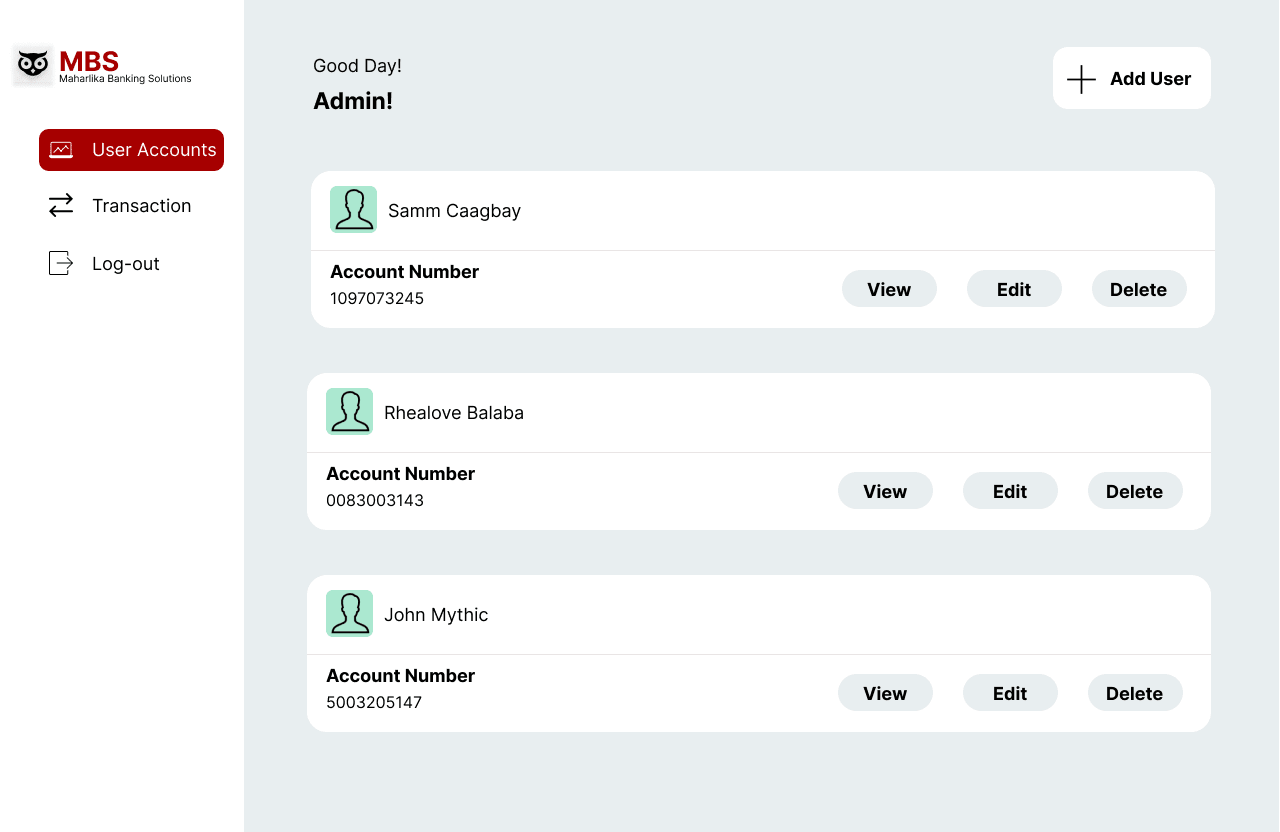 MBS
Maharlika Banking Solutions
User Accounts
Transaction
Log-out
Good Day!
Admin!
Add User
Samm Caagbay
Account Number
1097073245
View Edit Delete
Rhealove Balaba
Account Number
0083003143
View Edit Delete
John Mythic
Account Number
5003205147
View Edit Delete